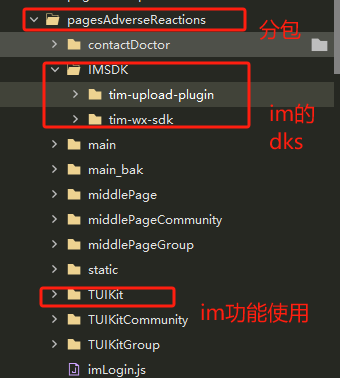 pagesAdverseReactions
分包
contactDoctor
IMSDK
tim-upload-plugin
tim-wx-sdk
im的
dks
main
main_bak
middlePage
middlePageCommunity
middlePageGroup
static
TUIKit
im功能使用
TUIKitCommunity
TUIKitGroup
imLogin.js